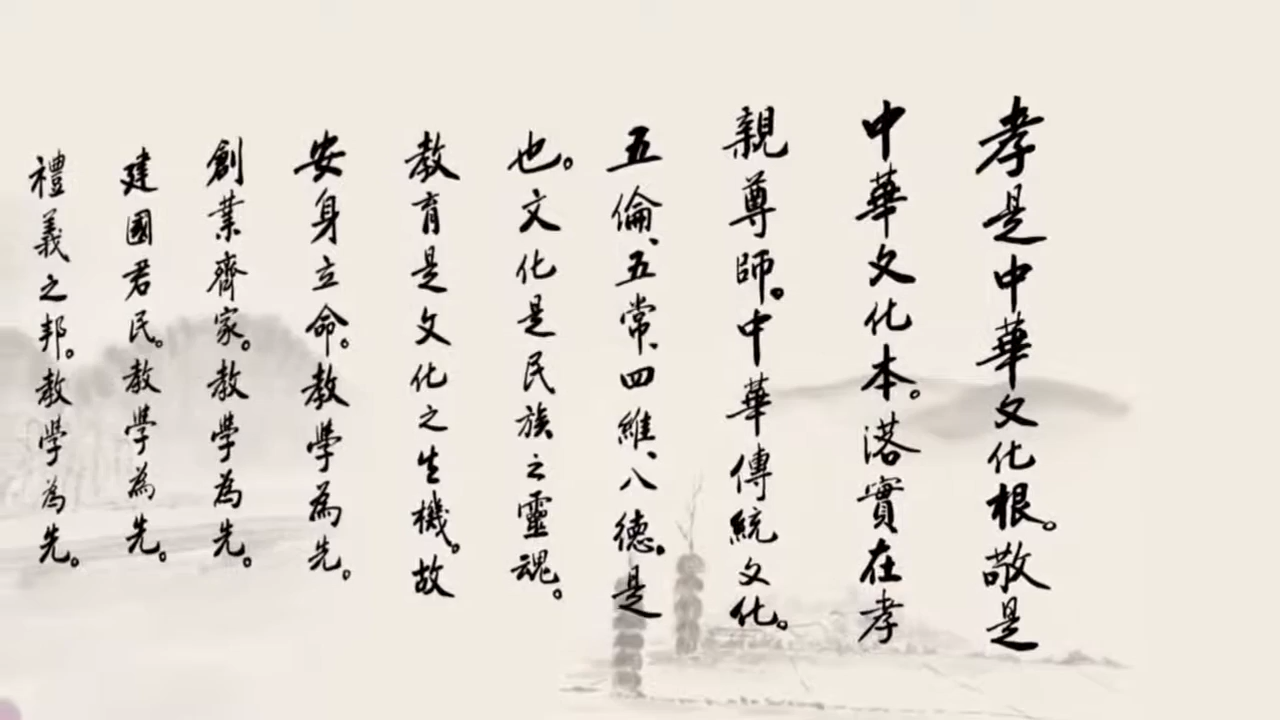 孝是中華文化根。敬是
中華文化本。落實在孝
親尊師。中華傳統文化。
五倫、五常、四維、八德。是
也。文化是民族之靈魂。
教育是文化之生機。故
安身立命。教學為先。
創業齊家。教學為先。
建國君民。教學為先。
禮義之邦。教學為先。